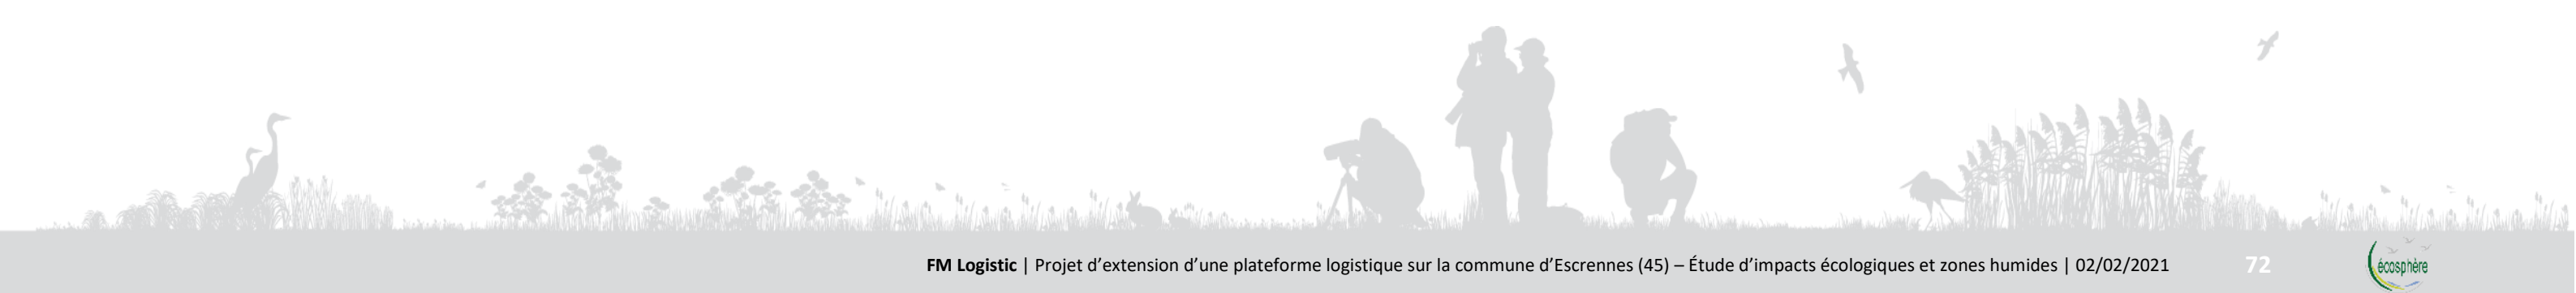 FM Logistic | Projet d’extension d’une plateforme logistique sur la commune d’Escrennes (45) – Étude d’impacts écologiques et zones humides | 02/02/2021 72
écosphère